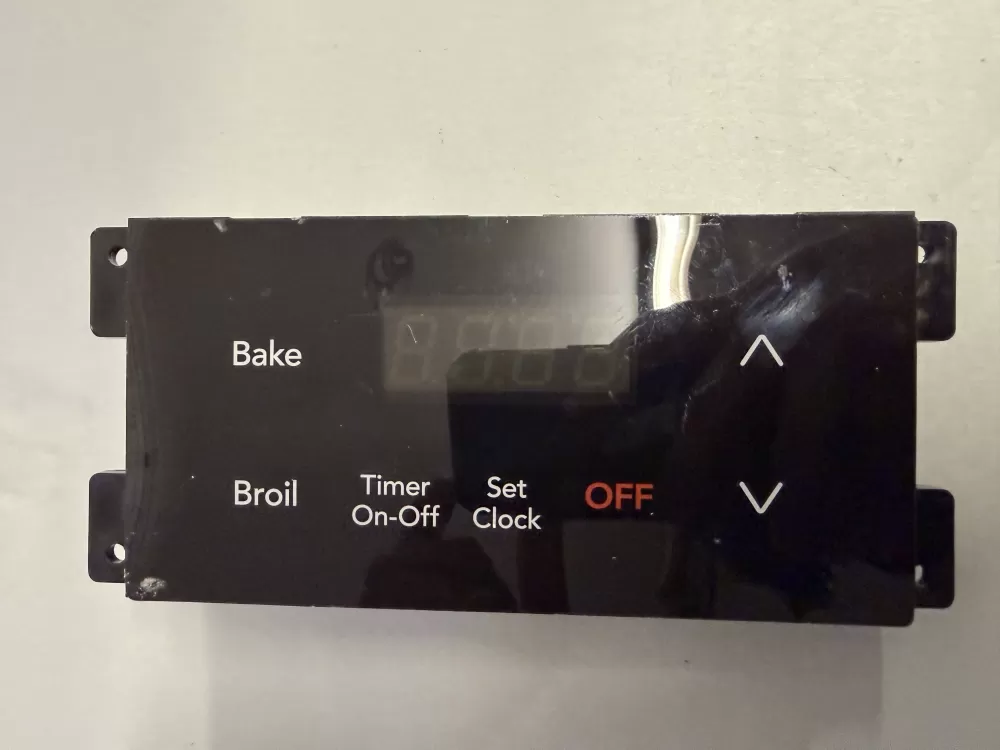 Bake
Broil
Timer
On-Off
Set
Clock
OFF